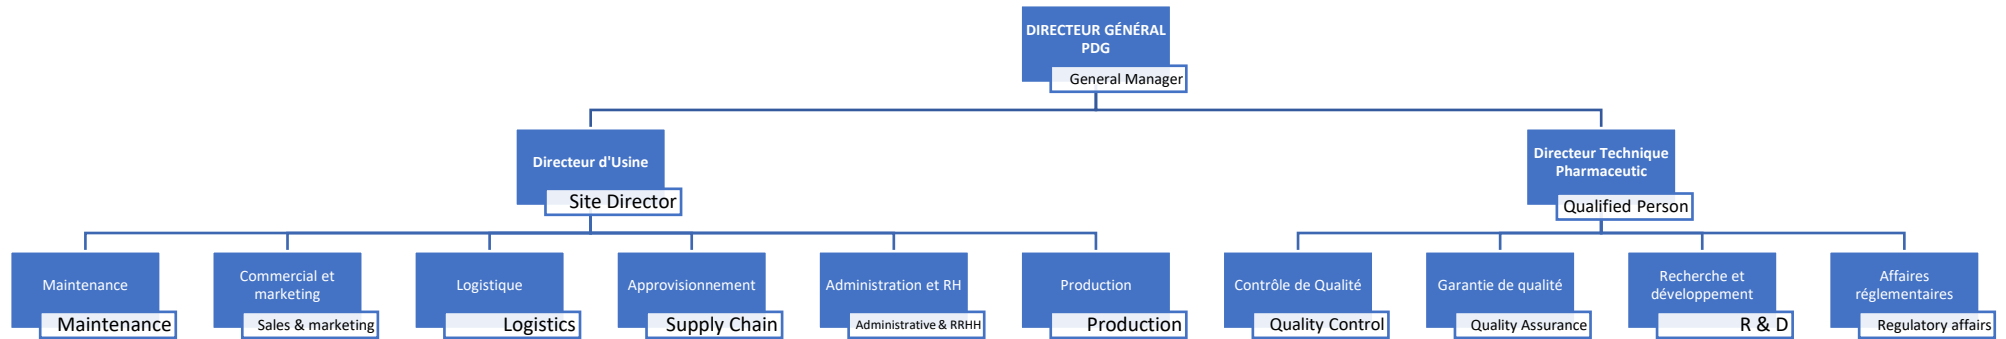 DIRECTEUR GÉNÉRAL
PDG
General Manager
Directeur d'Usine
Site Director
Directeur Technique
Pharmaceutic
Qualified Person
Maintenance
Maintenance
Commercial et
marketing
Sales & marketing
Logistique
Logistics
Approvisionnement
Supply Chain
Administration et RH
Administrative & RRHH
Production
Production
Contrôle de Qualité
Quality Control
Garantie de qualité
Quality Assurance
Recherche et
développement
R & D
Affaires
réglementaires
Regulatory affairs